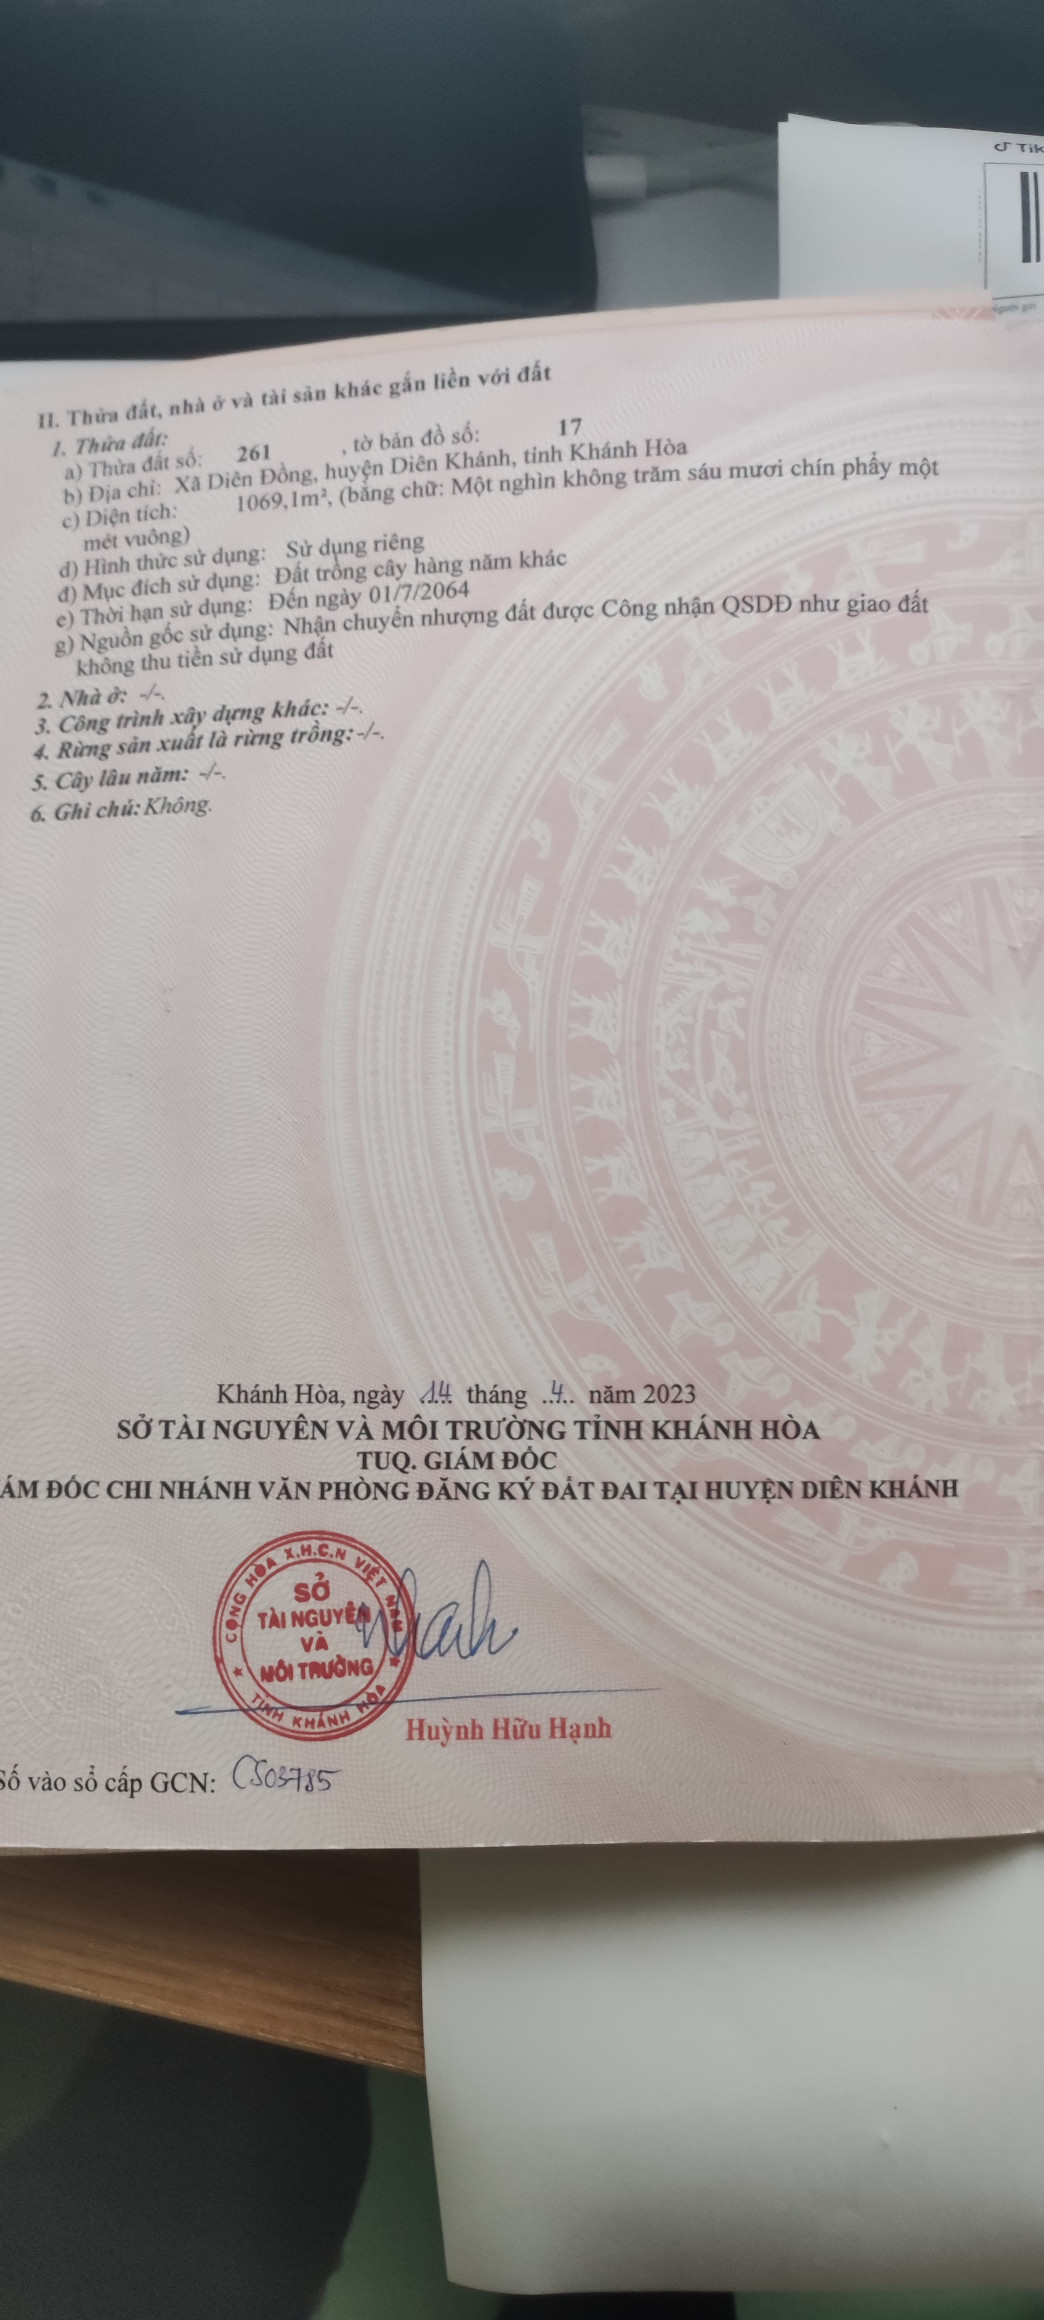 Tik
Người gửi
II. Thửa đất, nhà ở và tài sản khác gắn liền với đất
1. Thửa đất:
a) Thửa đất số: 261 , tờ bản đồ số: 17
b) Địa chỉ: Xã Diên Đồng, huyện Diên Khánh, tỉnh Khánh Hòa
c) Diện tích: 1069,1m², (bằng chữ: Một nghìn không trăm sáu mươi chín phẩy một
mét vuông)
d) Hình thức sử dụng: Sử dụng riêng
đ) Mục đích sử dụng: Đất trồng cây hàng năm khác
e) Thời hạn sử dụng: Đến ngày 01/7/2064
g) Nguồn gốc sử dụng: Nhận chuyển nhượng đất được Công nhận QSDĐ như giao đất
không thu tiền sử dụng đất
2. Nhà ở: -/-.
3. Công trình xây dựng khác: -/-.
4. Rừng sản xuất là rừng trồng: -/-.
5. Cây lâu năm: -/-.
6. Ghi chú: Không.
Khánh Hòa, ngày 14 tháng 4 năm 2023
SỞ TÀI NGUYÊN VÀ MÔI TRƯỜNG TỈNH KHÁNH HÒA
TUQ. GIÁM ĐỐC
ÁM ĐỐC CHI NHÁNH VĂN PHÒNG ĐĂNG KÝ ĐẤT ĐAI TẠI HUYỆN DIÊN KHÁNH
CỘNG HÒA X.H.C.N VIỆT NAM
SỞ
TÀI NGUYÊN
VÀ
MÔI TRƯỜNG
TỈNH KHÁNH HÒA
Huỳnh Hữu Hạnh
Số vào sổ cấp GCN: CS03785